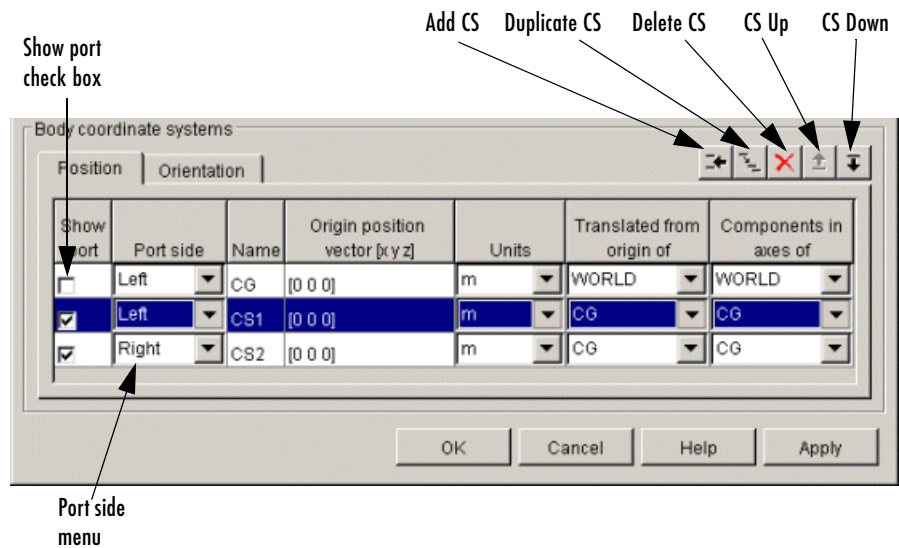 Add CS Duplicate CS Delete CS CS Up CS Down
Show port
check box
Body coordinate systems
Position Orientation
Show
port
Port side
Name
Origin position
vector [x y z]
Units
Translated from
origin of
Components in
axes of
Left CG [0 0 0] m WORLD WORLD
Left CS1 [0 0 0] m CG CG
Right CS2 [0 0 0] m CG CG
OK Cancel Help Apply
Port side
menu